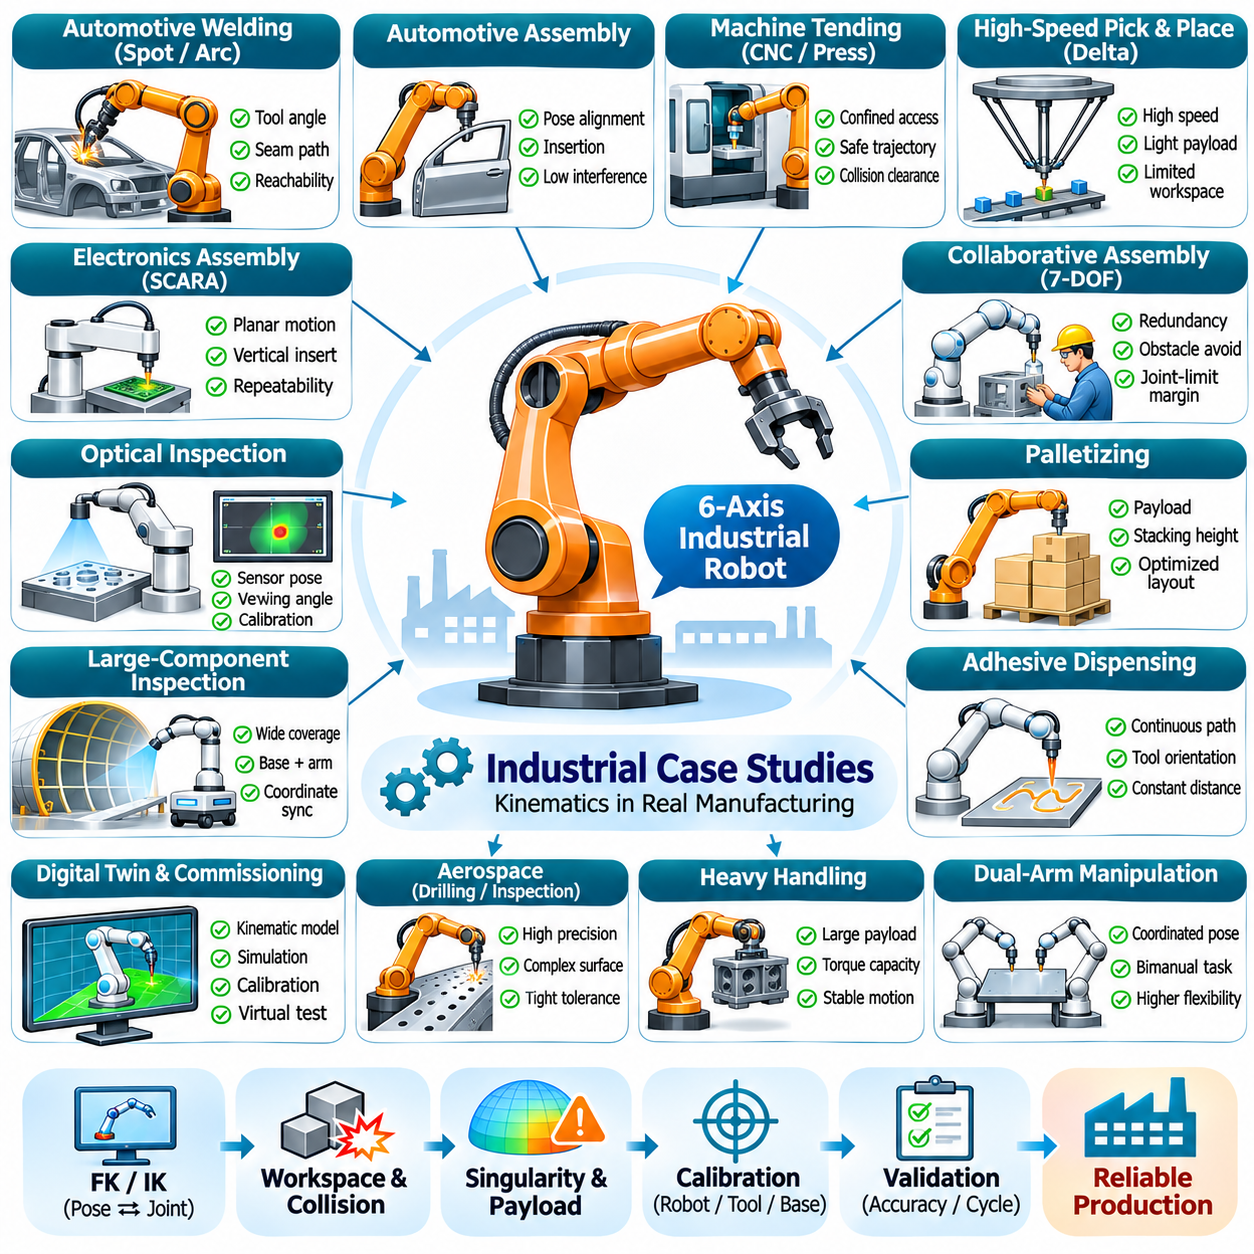 Automotive Welding
(Spot / Arc)
Tool angle
Seam path
Reachability
Automotive Assembly
Pose alignment
Insertion
Low interference
Machine Tending
(CNC / Press)
Confined access
Safe trajectory
Collision clearance
High-Speed Pick & Place
(Delta)
High speed
Light payload
Limited
workspace
Electronics Assembly
(SCARA)
Planar motion
Vertical insert
Repeatability
Collaborative Assembly
(7-DOF)
Redundancy
Obstacle avoid
Joint-limit
margin
Optical Inspection
Sensor pose
Vewing angle
Calibration
6-Axis
Industrial
Robot
Palletizing
Payload
Stacking height
Optimized
layout
Large-Component
Inspection
Wide coverage
Base + arm
Coordinate
sync
Adhesive Dispensing
Continuous path
Tool orientation
Constant distance
Industrial Case Studies
Kinematics in Real Manufacturing
Digital Twin & Commissioning
Kinematic model
Simulation
Calibration
Virtual test
Aerospace
(Drilling / Inspection)
High precision
Complex surface
Tight tolerance
Heavy Handling
Large payload
Torque capacity
Stable motion
Dual-Arm Manipulation
Coordinated pose
Bimanual task
Higher flexibility
FK / IK
(Pose ⇄ Joint)
Workspace &
Collision
Singularity &
Payload
Calibration
(Robot / Tool / Base)
Validation
(Accuracy / Cycle)
Reliable
Production